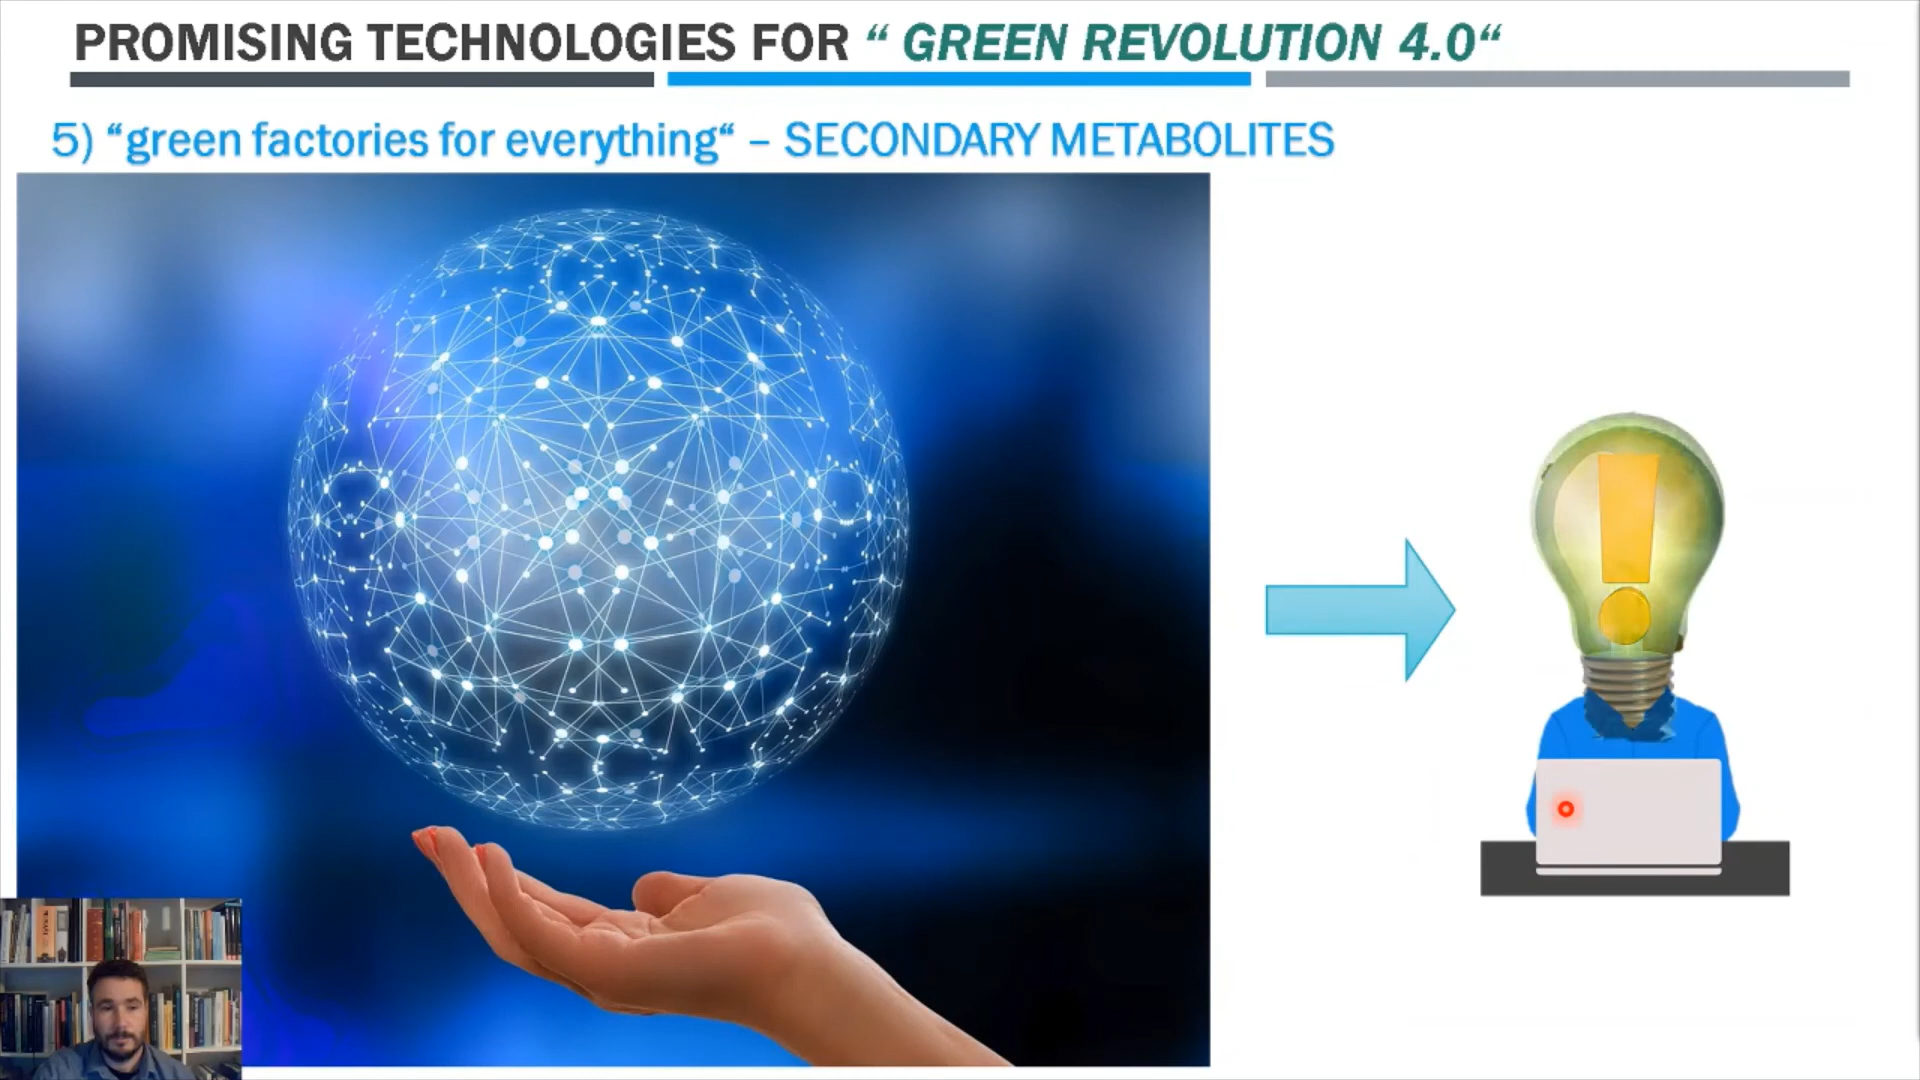 PROMISING TECHNOLOGIES FOR “ GREEN REVOLUTION 4.0“
5) “green factories for everything“ – SECONDARY METABOLITES